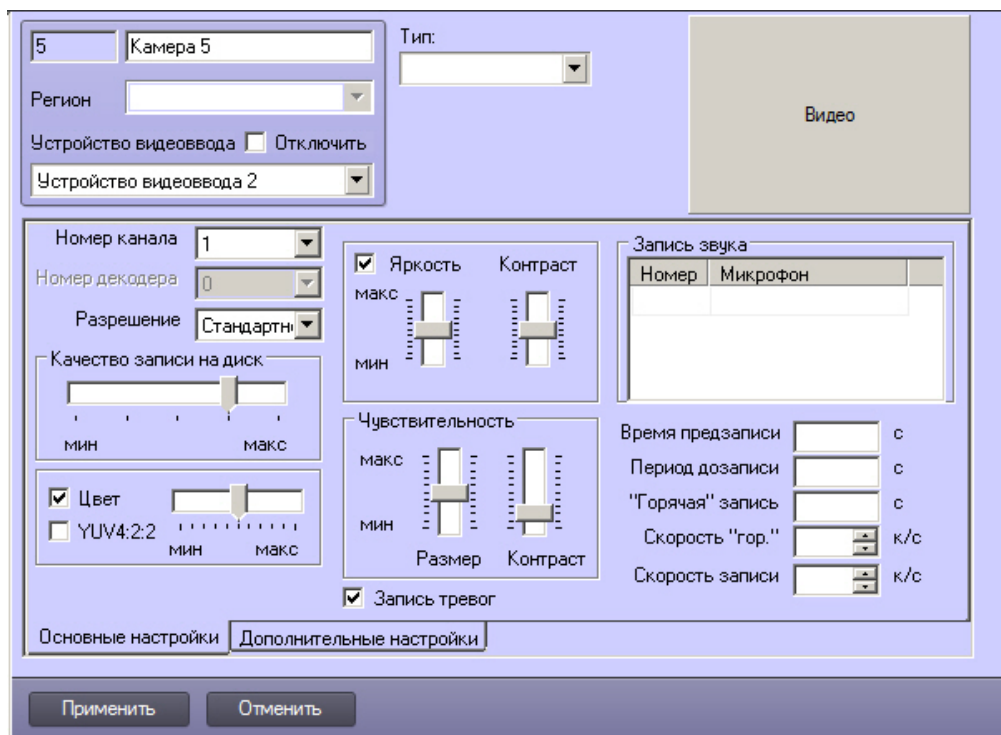 5
Камера 5
Тип:
Регион
Видео
Устройство видеоввода
Отключить
Устройство видеоввода 2
Номер канала
1
Номер декодера
0
Разрешение
Стандартн
Качество записи на диск
мин
макс
Цвет
YUV4:2:2
мин
макс
Яркость
Контраст
макс
мин
Чувствительность
макс
мин
Размер
Контраст
Запись тревог
Запись звука
Номер
Микрофон
Время предзаписи
с
Период дозаписи
с
"Горячая" запись
с
Скорость "гор."
к/с
Скорость записи
к/с
Основные настройки
Дополнительные настройки
Применить
Отменить